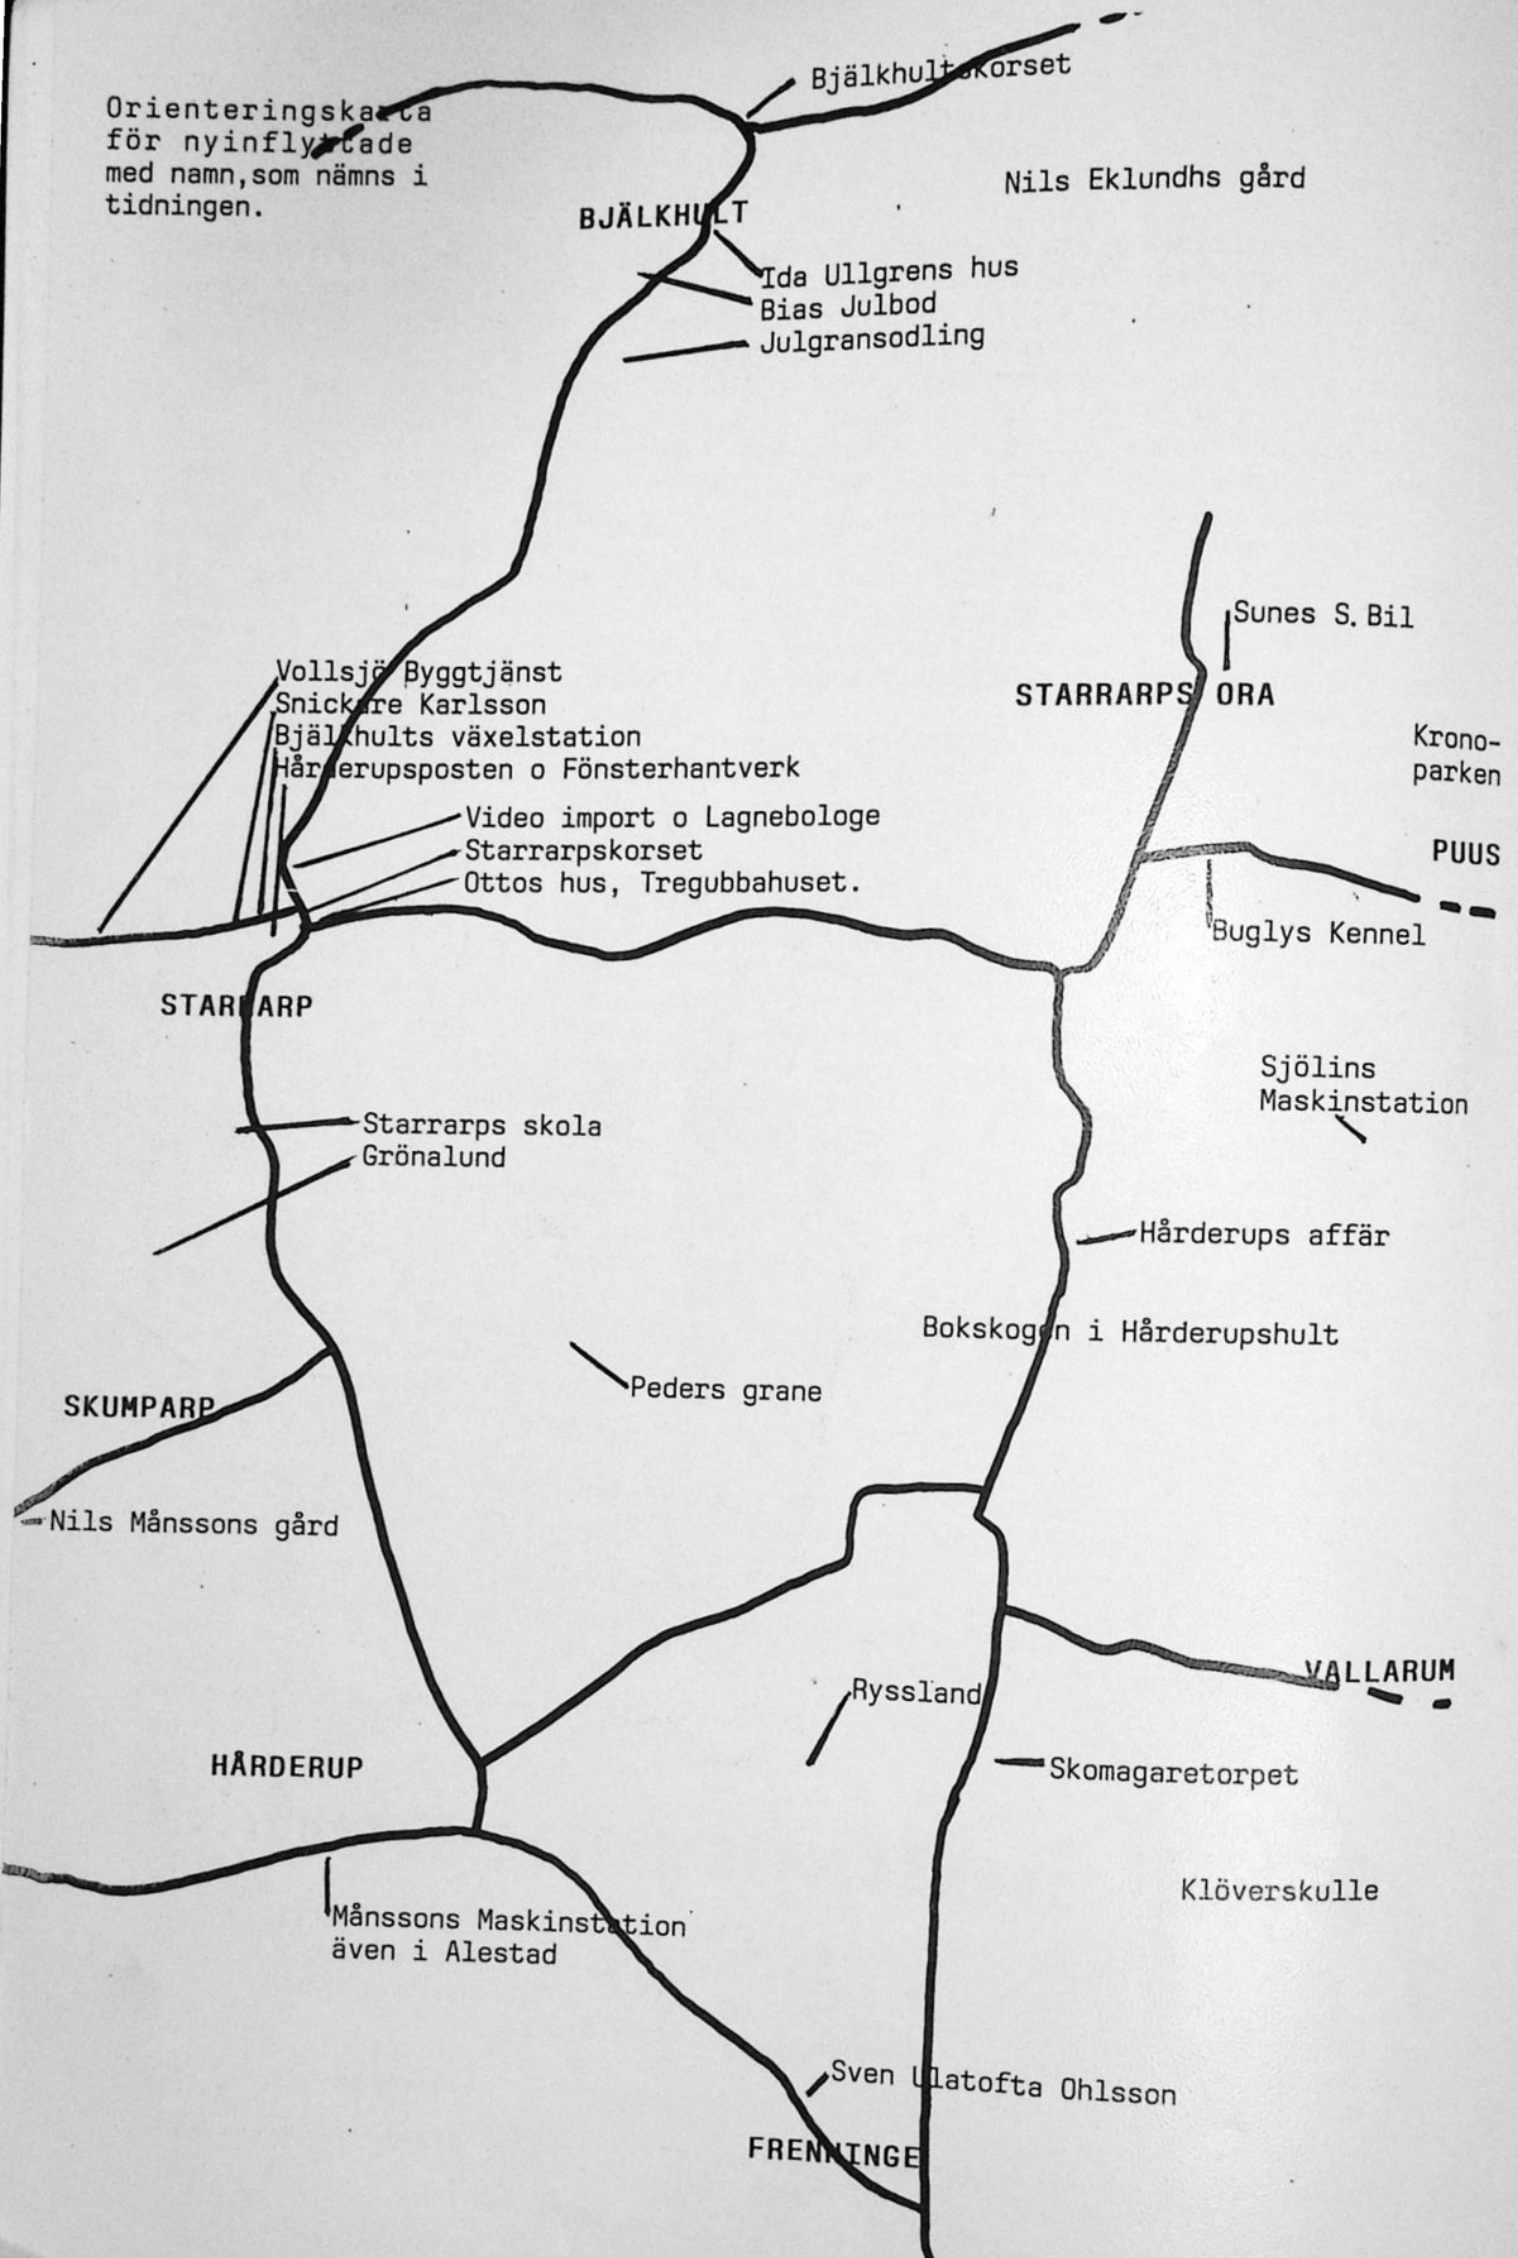 Bjälkhultskorset
Orienteringskarta
för nyinflyttade
med namn,som nämns i
tidningen.
Nils Eklundhs gård
BJÄLKHULT
Ida Ullgrens hus
Bias Julbod
Julgransodling
Sunes S. Bil
STARRARPS ORA
Vollsjö Byggtjänst
Snickare Karlsson
Bjälkhults växelstation
Hårderupsposten o Fönsterhantverk
Krono-
parken
Video import o Lagnebologe
Starrarpskorset
Ottos hus, Tregubbahuset.
PUUS
Buglys Kennel
STARRARP
Sjölins
Maskinstation
Starrarps skola
Grönalund
Hårderups affär
Bokskogen i Hårderupshult
Peders grane
SKUMPARP
Nils Månssons gård
VALLARUM
Ryssland
HÅRDERUP
Skomagaretorpet
Klöverskulle
Månssons Maskinstation
även i Alestad
Sven Ulatofta Ohlsson
FRENNINGE